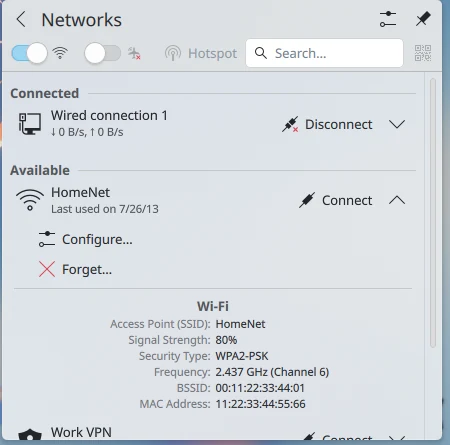 Networks
Hotspot
Search...
Connected
Wired connection 1
Disconnect
↓ 0 B/s, ↑ 0 B/s
Available
HomeNet
Connect
Last used on 7/26/13
Configure...
Forget...
Wi-Fi
Access Point (SSID): HomeNet
Signal Strength: 80%
Security Type: WPA2-PSK
Frequency: 2.437 GHz (Channel 6)
BSSID: 00:11:22:33:44:01
MAC Address: 11:22:33:44:55:66
Work VPN
Connect